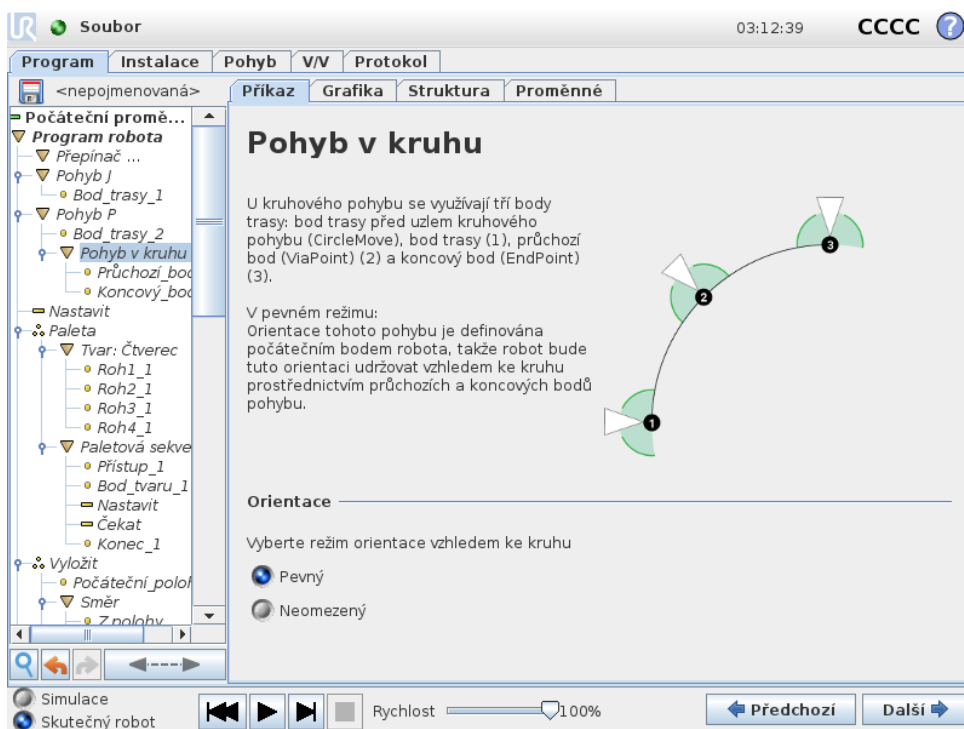 UR Soubor 03:12:39 CCCC ?
Program Instalace Pohyb V/V Protokol
<nepojmenovaná> Příkaz Grafika Struktura Proměnné
Počáteční promě...
Program robota
Přepínač ...
Pohyb J
Bod_trasy_1
Pohyb P
Bod_trasy_2
Pohyb v kruhu
Průchozí_bod
Koncový_bod
Nastavit
Paleta
Tvar: Čtverec
Roh1_1
Roh2_1
Roh3_1
Roh4_1
Paletová sekve
Přístup_1
Bod_tvaru_1
Nastavit
Čekat
Konec_1
Vyložit
Počáteční_poloh
Směr
Z polohy
Pohyb v kruhu
U kruhového pohybu se využívají tří body
trasy: bod trasy před uzlem kruhového
pohybu (CircleMove), bod trasy (1), průchozí
bod (ViaPoint) (2) a koncový bod (EndPoint)
(3).
V pevném režimu:
Orientace tohoto pohybu je definována
počátečním bodem robota, takže robot bude
tuto orientaci udržovat vzhledem ke kruhu
prostřednictvím průchozích a koncových bodů
pohybu.
3
2
1
Orientace
Vyberte režim orientace vzhledem ke kruhu
Pevný
Neomezený
Simulace
Skutečný robot
Rychlost 100%
Předchozí Další